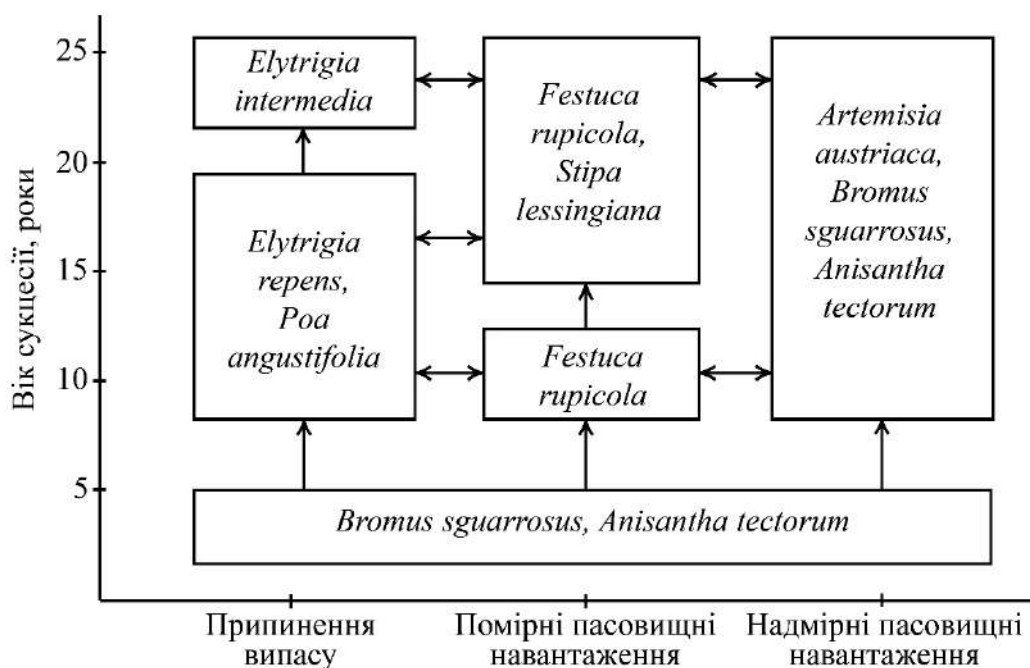 Вік сукцесії, роки
25
20
15
10
5
0
Elytrigia
intermedia
Elytrigia
repens,
Poa
angustifolia
Festuca
rupicola,
Stipa
lessingiana
Festuca
rupicola
Artemisia
austriaca,
Bromus
sguarrosus,
Anisantha
tectorum
Bromus sguarrosus, Anisantha tectorum
Припинення
випасу
Помірні пасовищні
навантаження
Надмірні пасовищні
навантаження